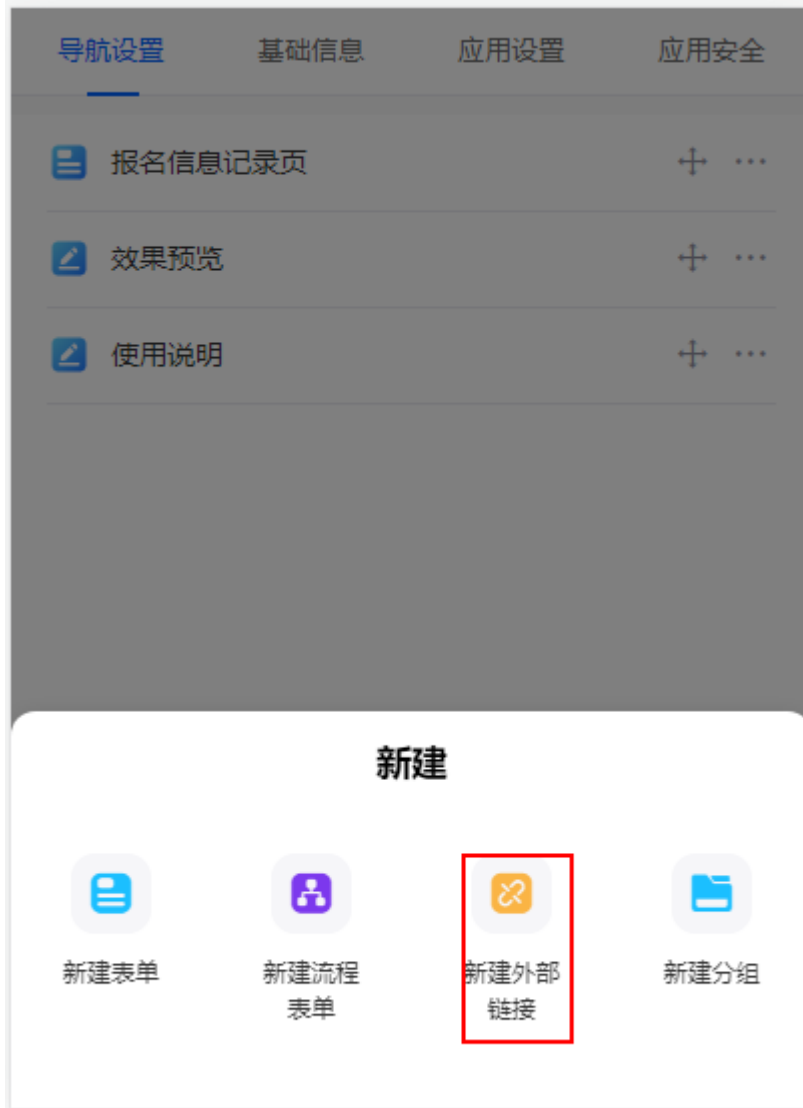 导航设置 基础信息 应用设置 应用安全
报名信息记录页
效果预览
使用说明
新建
新建表单 新建流程 新建外部 新建分组
表单 链接